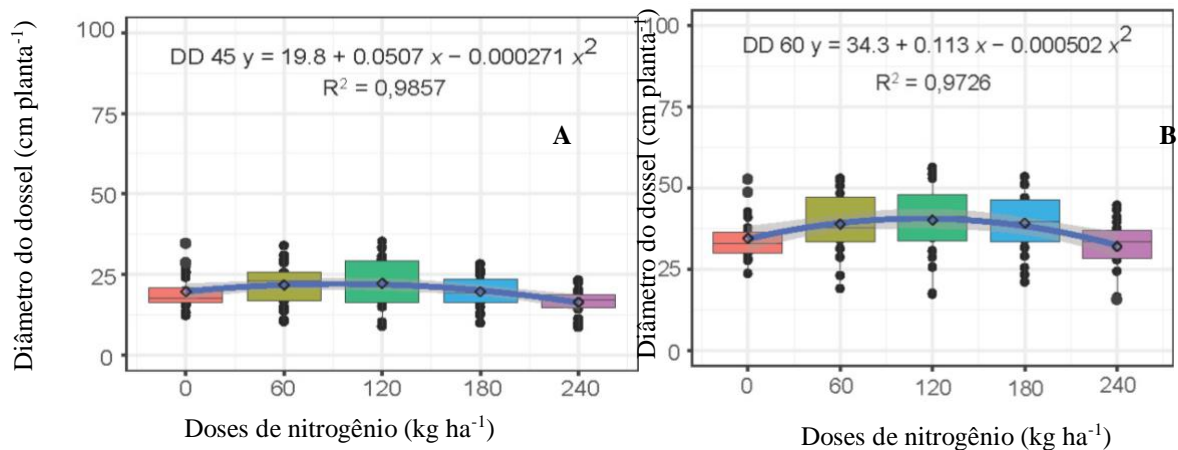 Diâmetro do dossel (cm planta⁻¹)
100
75
50
25
0
DD 45 y = 19.8 + 0.0507 x − 0.000271 x²
R² = 0,9857
A
0 60 120 180 240
Doses de nitrogênio (kg ha⁻¹)
Diâmetro do dossel (cm planta⁻¹)
100
75
50
25
0
DD 60 y = 34.3 + 0.113 x − 0.000502 x²
R² = 0,9726
B
0 60 120 180 240
Doses de nitrogênio (kg ha⁻¹)